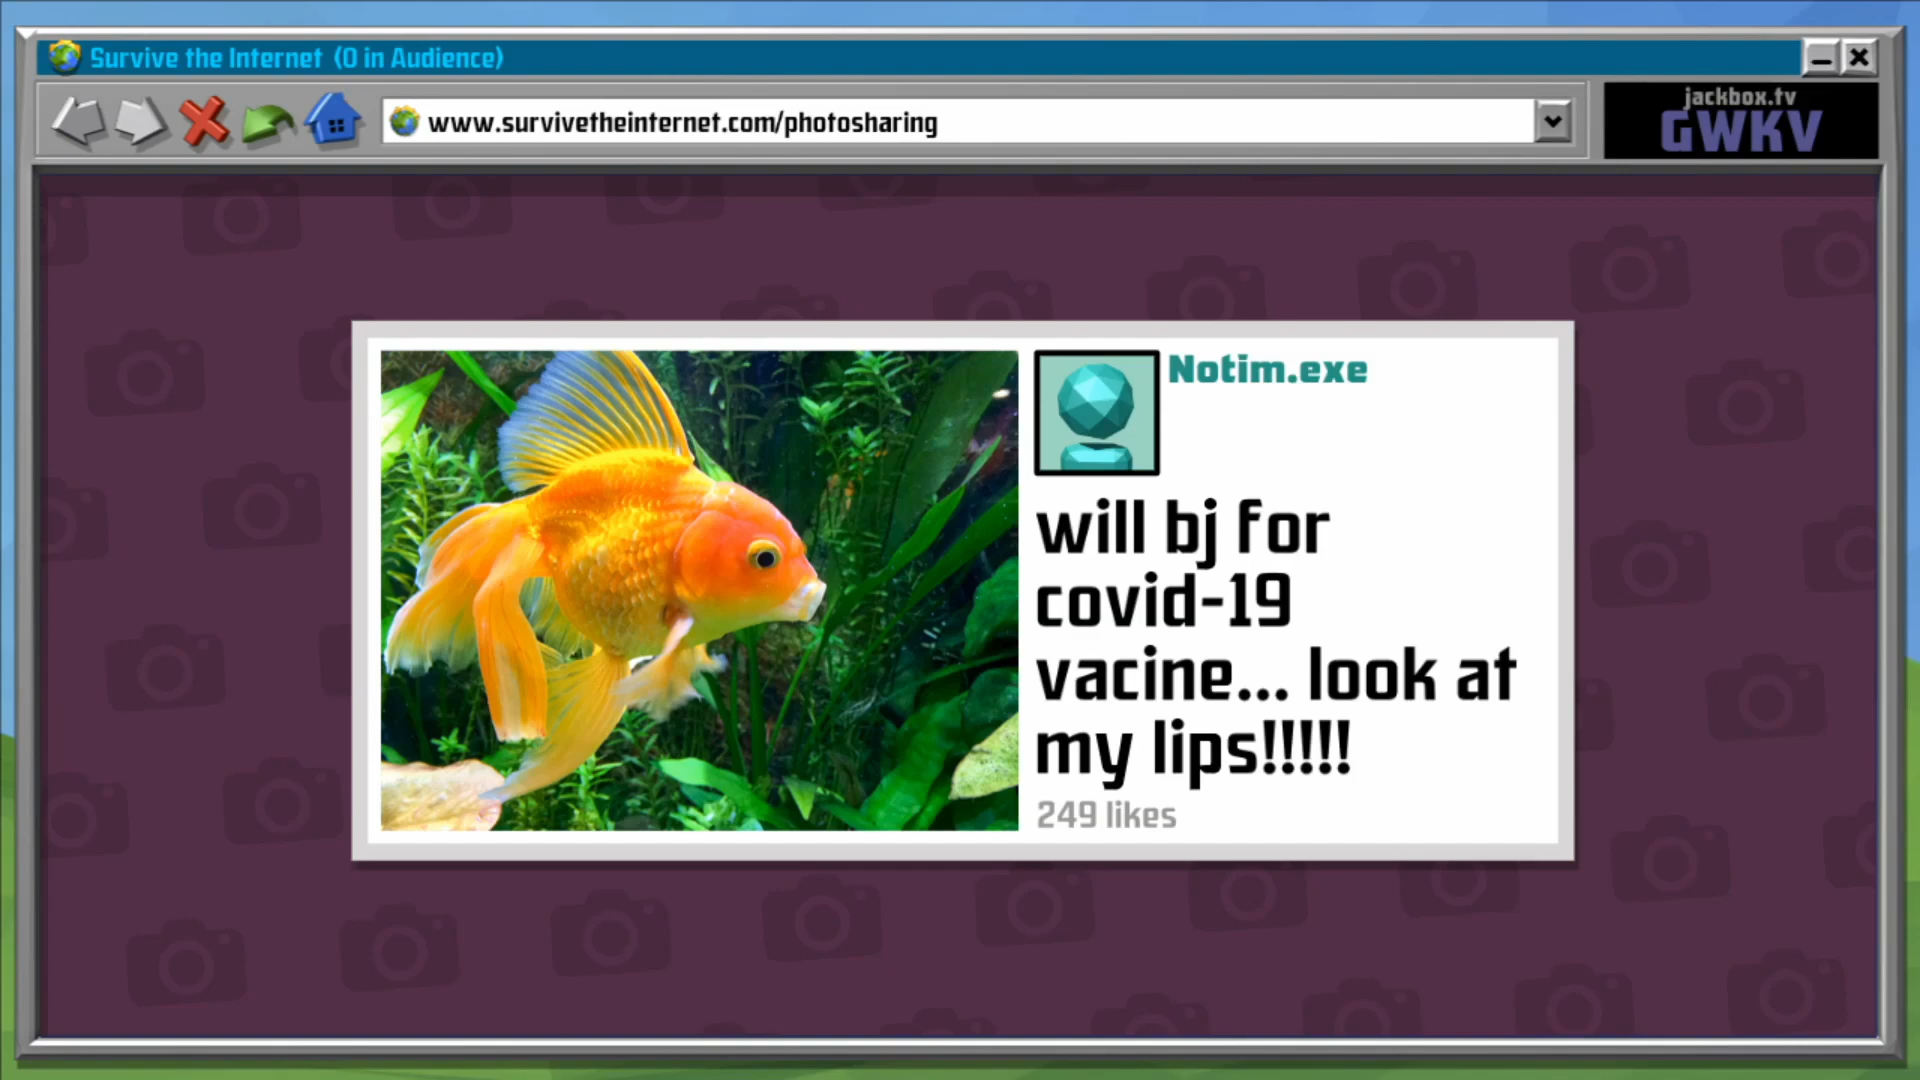 Survive the Internet (0 in Audience)
www.survivetheinternet.com/photosharing
jackbox.tv
GWKV
Notim.exe
will bj for
covid-19
vacine... look at
my lips!!!!!
249 likes